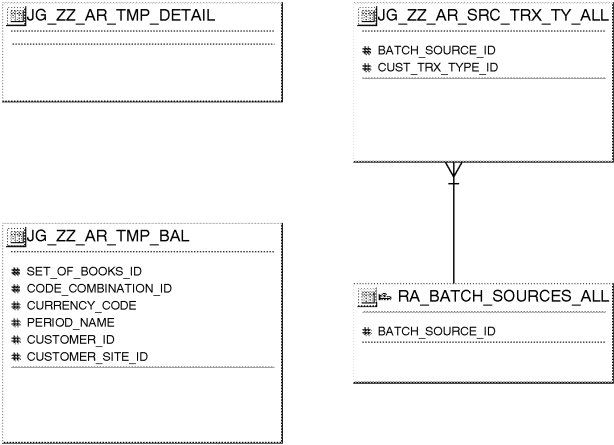 JG_ZZ_AR_TMP_DETAIL
JG_ZZ_AR_SRC_TRX_TY_ALL
# BATCH_SOURCE_ID
# CUST_TRX_TYPE_ID
JG_ZZ_AR_TMP_BAL
# SET_OF_BOOKS_ID
# CODE_COMBINATION_ID
# CURRENCY_CODE
# PERIOD_NAME
# CUSTOMER_ID
# CUSTOMER_SITE_ID
RA_BATCH_SOURCES_ALL
# BATCH_SOURCE_ID